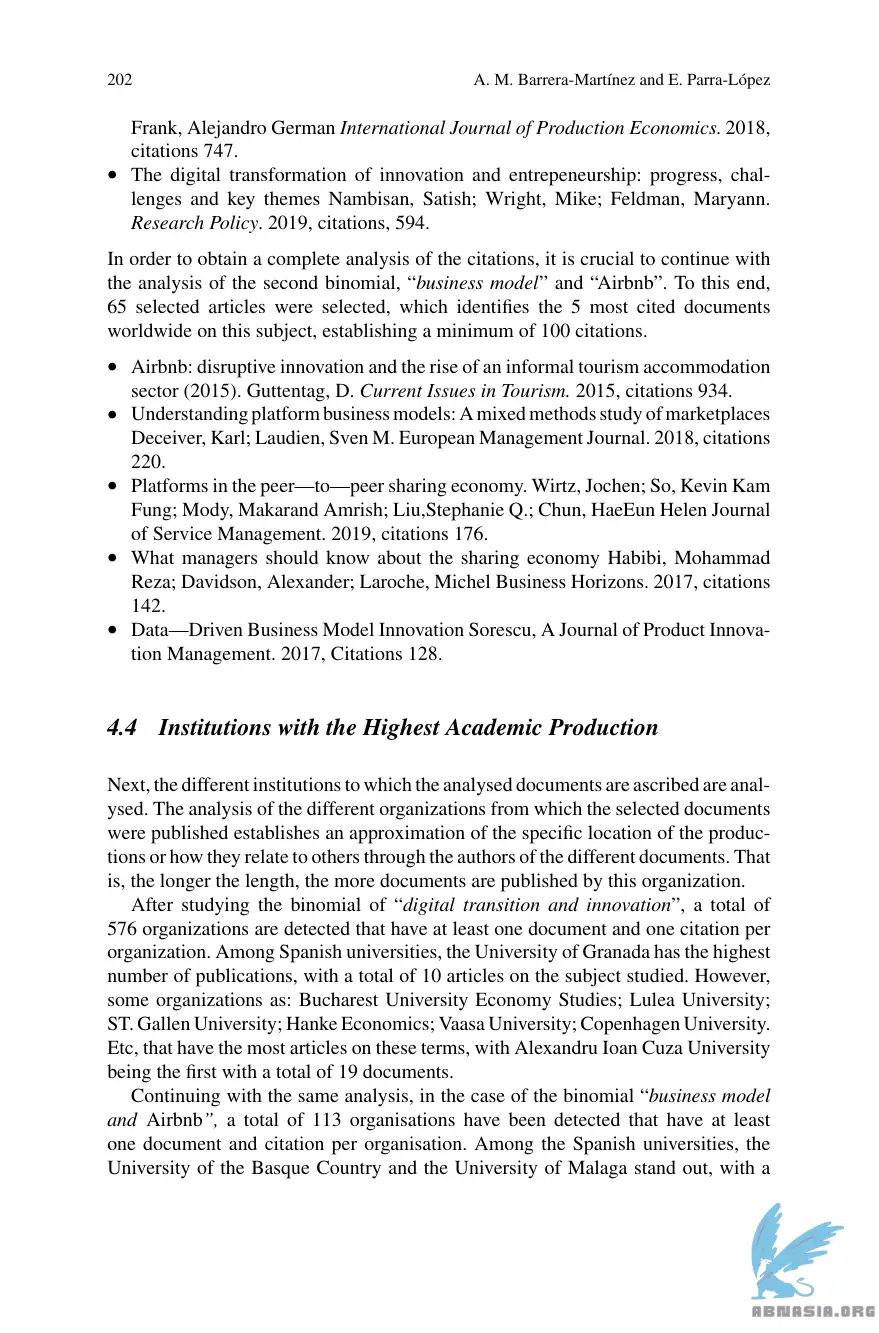 202 A. M. Barrera-Martínez and E. Parra-López
Frank, Alejandro German International Journal of Production Economics. 2018,
citations 747.
• The digital transformation of innovation and entrepeneurship: progress, chal-
lenges and key themes Nambisan, Satish; Wright, Mike; Feldman, Maryann.
Research Policy. 2019, citations, 594.
In order to obtain a complete analysis of the citations, it is crucial to continue with
the analysis of the second binomial, “business model” and “Airbnb”. To this end,
65 selected articles were selected, which identifies the 5 most cited documents
worldwide on this subject, establishing a minimum of 100 citations.
• Airbnb: disruptive innovation and the rise of an informal tourism accommodation
sector (2015). Guttentag, D. Current Issues in Tourism. 2015, citations 934.
• Understanding platform business models: A mixed methods study of marketplaces
Deceiver, Karl; Laudien, Sven M. European Management Journal. 2018, citations
220.
• Platforms in the peer—to—peer sharing economy. Wirtz, Jochen; So, Kevin Kam
Fung; Mody, Makarand Amrish; Liu,Stephanie Q.; Chun, HaeEun Helen Journal
of Service Management. 2019, citations 176.
• What managers should know about the sharing economy Habibi, Mohammad
Reza; Davidson, Alexander; Laroche, Michel Business Horizons. 2017, citations
142.
• Data—Driven Business Model Innovation Sorescu, A Journal of Product Innova-
tion Management. 2017, Citations 128.
4.4 Institutions with the Highest Academic Production
Next, the different institutions to which the analysed documents are ascribed are anal-
ysed. The analysis of the different organizations from which the selected documents
were published establishes an approximation of the specific location of the produc-
tions or how they relate to others through the authors of the different documents. That
is, the longer the length, the more documents are published by this organization.
After studying the binomial of “digital transition and innovation”, a total of
576 organizations are detected that have at least one document and one citation per
organization. Among Spanish universities, the University of Granada has the highest
number of publications, with a total of 10 articles on the subject studied. However,
some organizations as: Bucharest University Economy Studies; Lulea University;
ST. Gallen University; Hanke Economics; Vaasa University; Copenhagen University.
Etc, that have the most articles on these terms, with Alexandru Ioan Cuza University
being the first with a total of 19 documents.
Continuing with the same analysis, in the case of the binomial “business model
and Airbnb”, a total of 113 organisations have been detected that have at least
one document and citation per organisation. Among the Spanish universities, the
University of the Basque Country and the University of Malaga stand out, with a
ABNASIA.ORG